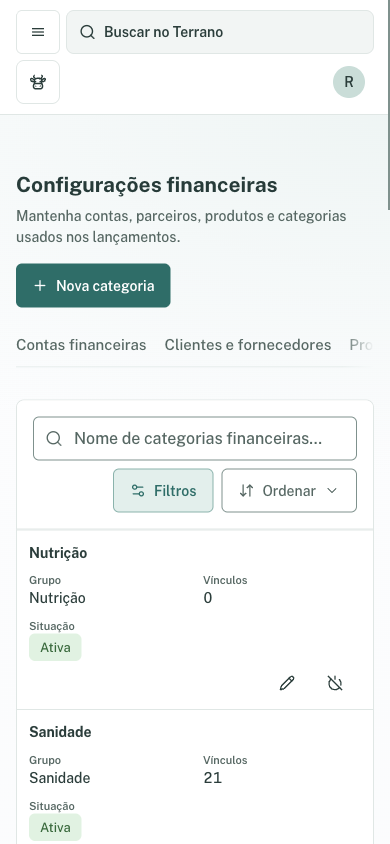 Buscar no Terrano
R
Configurações financeiras
Mantenha contas, parceiros, produtos e categorias
usados nos lançamentos.
Nova categoria
Contas financeiras Clientes e fornecedores
Nome de categorias financeiras...
Filtros Ordenar
Nutrição
Grupo Vínculos
Nutrição 0
Situação
Ativa
Sanidade
Grupo Vínculos
Sanidade 21
Situação
Ativa